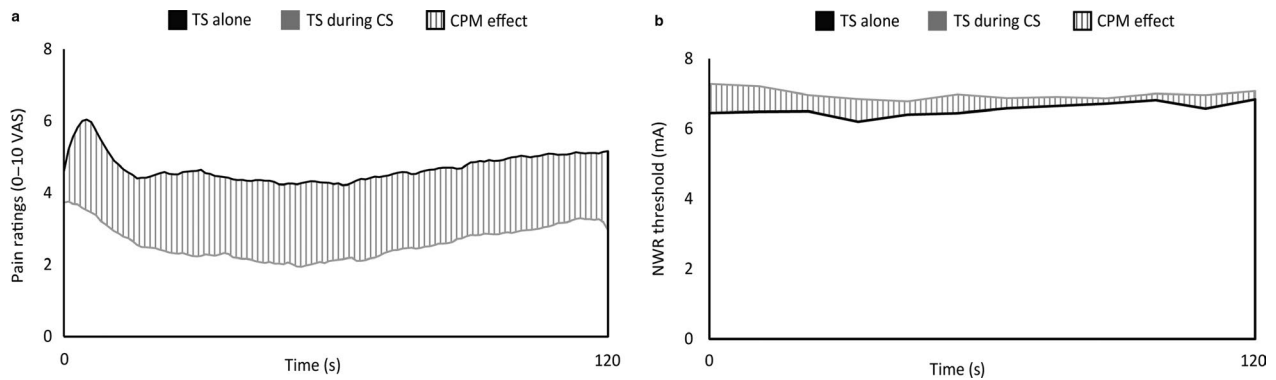 a
TS alone TS during CS CPM effect
8
6
4
2
0
Pain ratings (0–10 VAS)
0 Time (s) 120
b
TS alone TS during CS CPM effect
8
6
4
2
0
NWR threshold (mA)
0 Time (s) 120